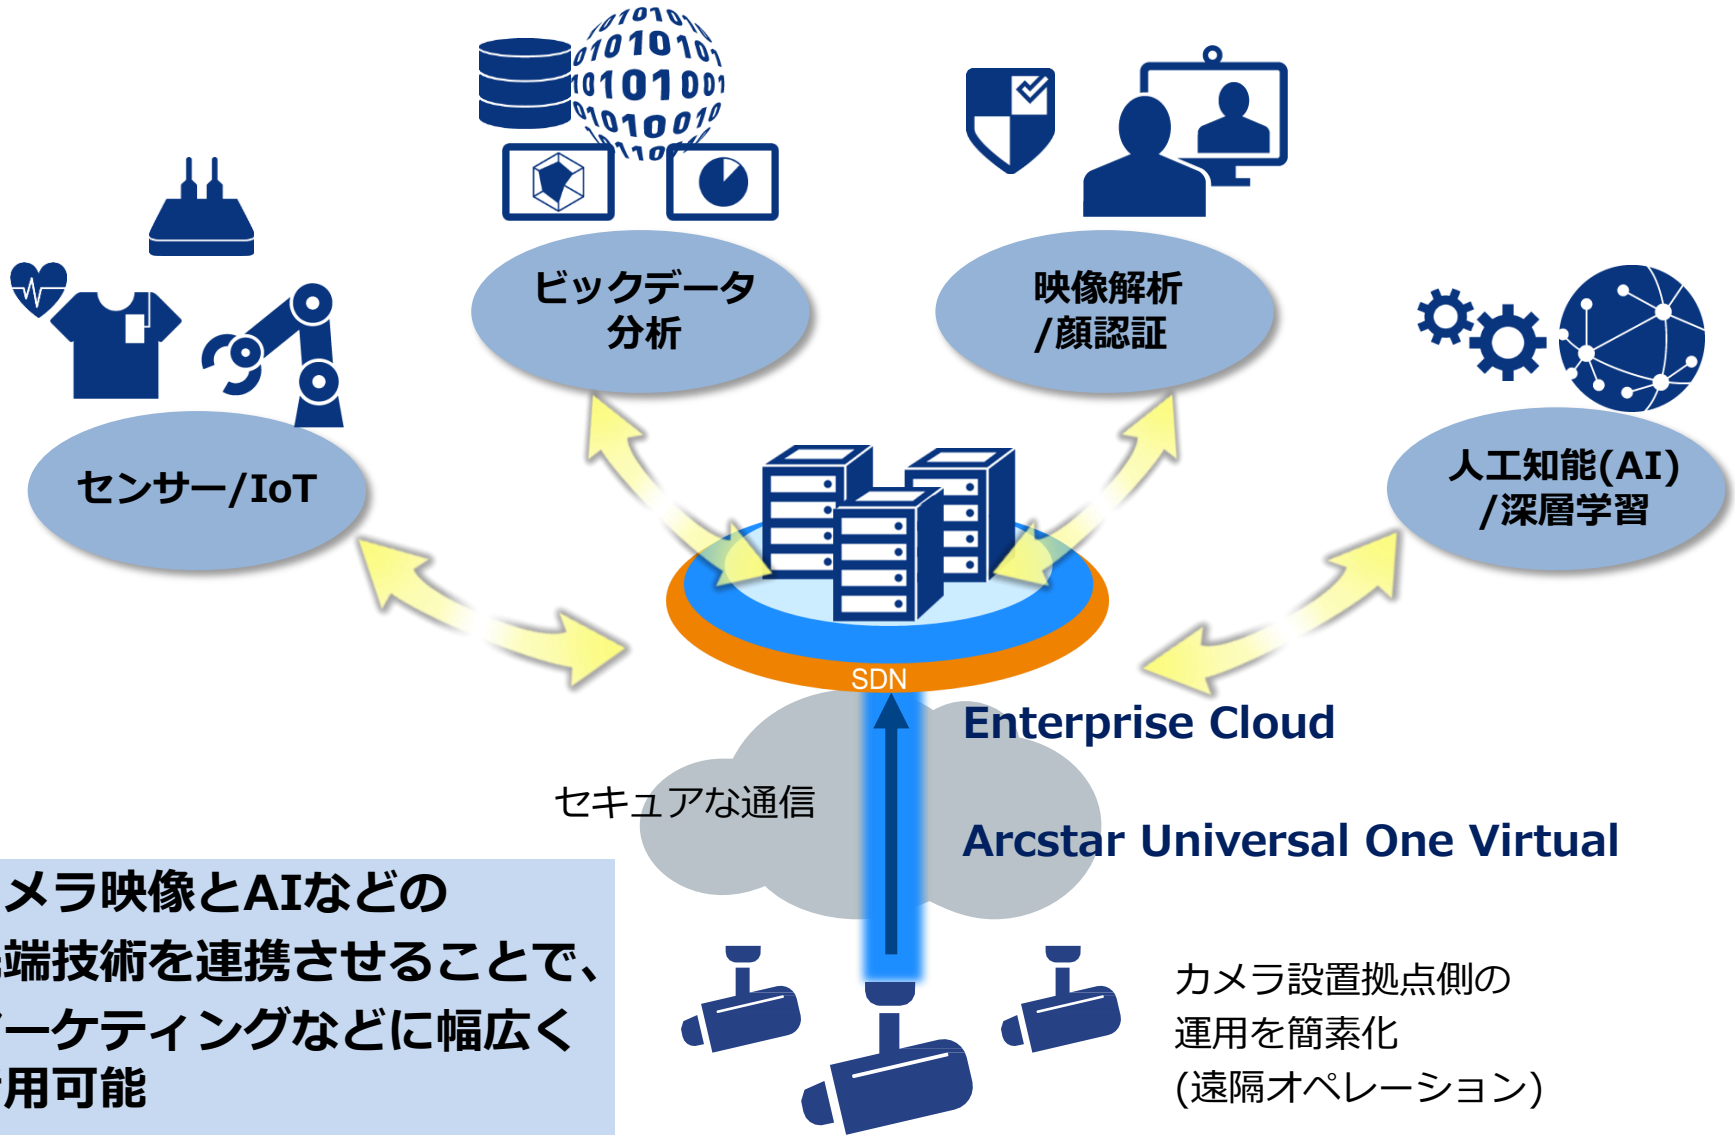 ビックデータ
分析
映像解析
/顔認証
センサー/IoT
人工知能(AI)
/深層学習
SDN
Enterprise Cloud
セキュアな通信
Arcstar Universal One Virtual
メラ映像とAIなどの
端技術を連携させることで、
ーケティングなどに幅広く
用可能
カメラ設置拠点側の
運用を簡素化
(遠隔オペレーション)